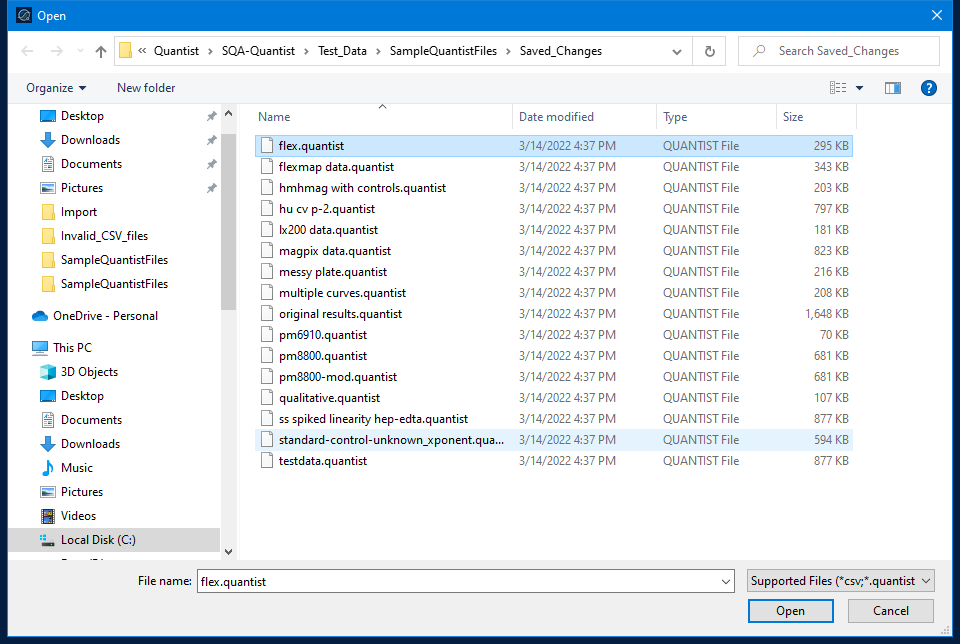 Open
« Quantist > SQA-Quantist > Test_Data > SampleQuantistFiles > Saved_Changes
Search Saved_Changes
Organize New folder
Desktop
Downloads
Documents
Pictures
Import
Invalid_CSV_files
SampleQuantistFiles
SampleQuantistFiles
OneDrive - Personal
This PC
3D Objects
Desktop
Documents
Downloads
Music
Pictures
Videos
Local Disk (C:)
Name Date modified Type Size
flex.quantist 3/14/2022 4:37 PM QUANTIST File 295 KB
flexmap data.quantist 3/14/2022 4:37 PM QUANTIST File 343 KB
hmhmag with controls.quantist 3/14/2022 4:37 PM QUANTIST File 203 KB
hu cv p-2.quantist 3/14/2022 4:37 PM QUANTIST File 797 KB
lx200 data.quantist 3/14/2022 4:37 PM QUANTIST File 181 KB
magpix data.quantist 3/14/2022 4:37 PM QUANTIST File 823 KB
messy plate.quantist 3/14/2022 4:37 PM QUANTIST File 216 KB
multiple curves.quantist 3/14/2022 4:37 PM QUANTIST File 208 KB
original results.quantist 3/14/2022 4:37 PM QUANTIST File 1,648 KB
pm6910.quantist 3/14/2022 4:37 PM QUANTIST File 70 KB
pm8800.quantist 3/14/2022 4:37 PM QUANTIST File 681 KB
pm8800-mod.quantist 3/14/2022 4:37 PM QUANTIST File 681 KB
qualitative.quantist 3/14/2022 4:37 PM QUANTIST File 107 KB
ss spiked linearity hep-edta.quantist 3/14/2022 4:37 PM QUANTIST File 877 KB
standard-control-unknown_xponent.qua... 3/14/2022 4:37 PM QUANTIST File 594 KB
testdata.quantist 3/14/2022 4:37 PM QUANTIST File 877 KB
File name: flex.quantist Supported Files (*csv;*.quantist
Open Cancel